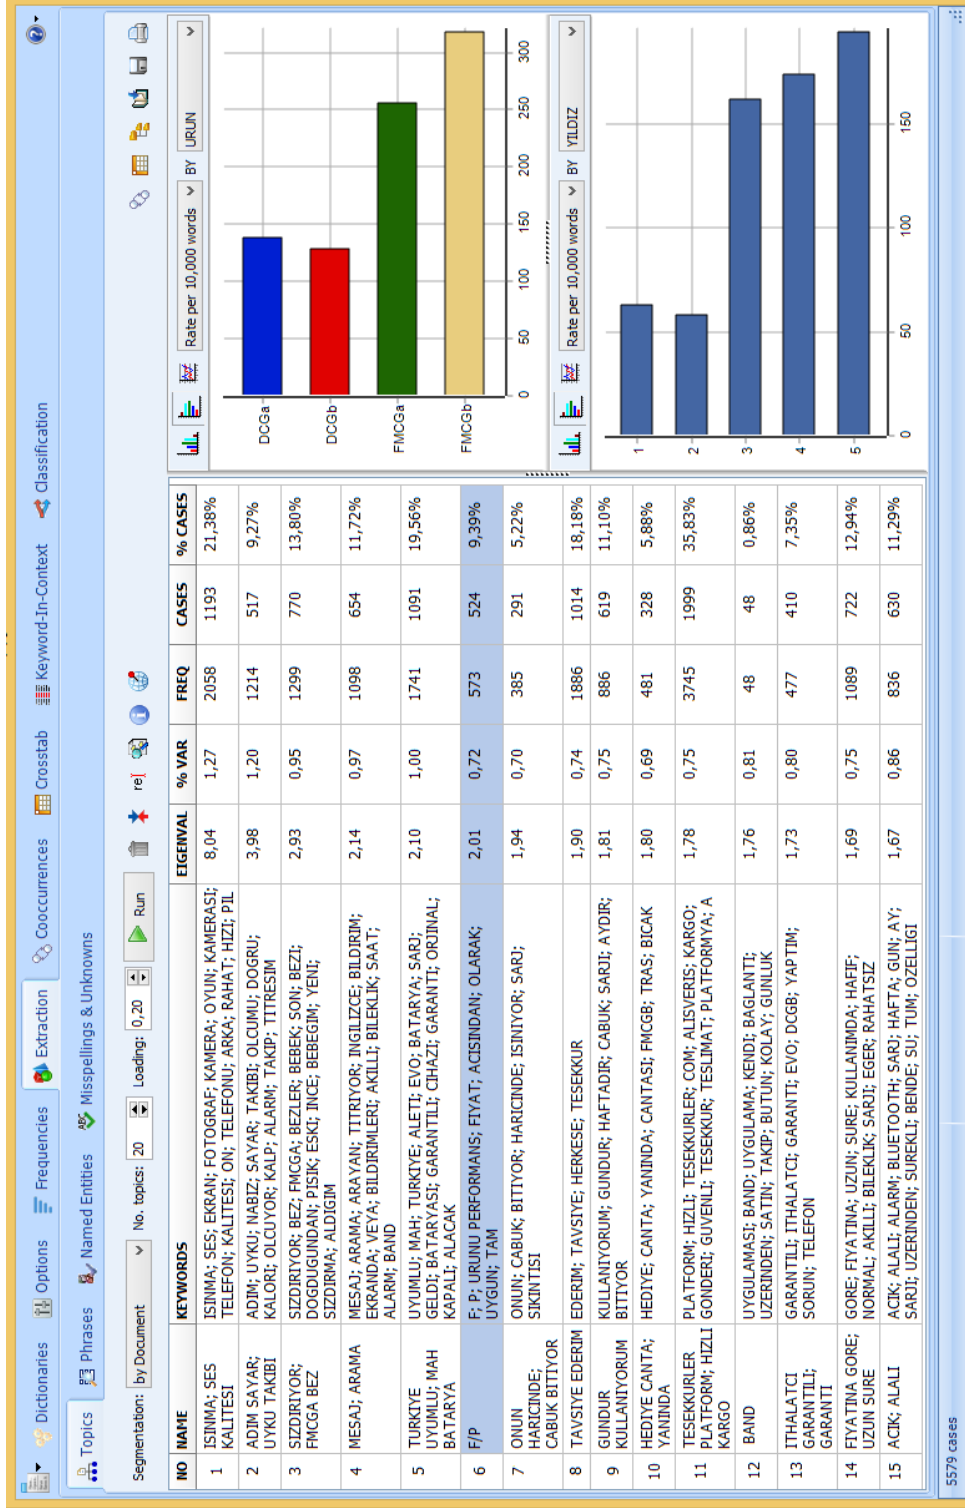 Dictionaries Options Frequencies Extraction Cooccurrences Crosstab Keyword-In-Context Classification
Topics Phrases Named Entities Misspellings & Unknowns
Segmentation: by Document No. topics: 20 Loading: 0,20 Run
NO NAME KEYWORDS EIGENVAL % VAR FREQ CASES % CASES
1 ISINMA; SES KALITESI ISINMA; SES; EKRAN; FOTOGRAF; KAMERA; OYUN; KAMERASI; 8,04 1,27 2058 1193 21,38%
TELEFON; KALITESI; ON; TELEFONU; ARKA; RAHAT; HIZI; PIL
2 ADIM SAYAR; UYKU TAKIBI ADIM; UYKU; NABIZ; SAYAR; TAKIBI; OLCUMU; DOGRU; 3,98 1,20 1214 517 9,27%
KALORI; OLCUYOR; KALP; ALARM; TAKIP; TITRESIM
3 SIZDIRIYOR; FMCGA BEZ SIZDIRIYOR; BEZ; FMCGA; BEZLER; BEBEK; SON; BEZI; 2,93 0,95 1299 770 13,80%
DOGDUGUNDAN; PISIK; ESKI; INCE; BEBEGIM; YENI;
SIZDIRMA; ALDIGIM
4 MESAJ; ARAMA MESAJ; ARAMA; ARAYAN; TITRIYOR; INGILIZCE; BILDIRIM; 2,14 0,97 1098 654 11,72%
EKRANDA; VEYA; BILDIRIMLERI; AKILLI; BILEKLIK; SAAT;
ALARM; BAND
5 TURKIYE UYUMLU; MAH BATARYA UYUMLU; MAH; TURKIYE; ALETI; EVO; BATARYA; SARJ; 2,10 1,00 1741 1091 19,56%
GELDI; BATARYASI; GARANTILI; CIHAZI; GARANTI; ORJINAL;
KAPALI; ALACAK
6 F/P F; P; URUNU PERFORMANS; FIYAT; ACISINDAN; OLARAK; 2,01 0,72 573 524 9,39%
UYGUN; TAM
7 ONUN HARICINDE; CABUK BITIYOR ONUN; CABUK; BITIYOR; HARICINDE; ISINIYOR; SARJ; 1,94 0,70 385 291 5,22%
SIKINTISI
8 TAVSIYE EDERIM EDERIM; TAVSIYE; HERKESE; TESEKKUR 1,90 0,74 1886 1014 18,18%
9 GUNDUR KULLANIYORUM KULLANIYORUM; GUNDUR; HAFTADIR; CABUK; SARJI; AYDIR; 1,81 0,75 886 619 11,10%
BITIYOR
10 HEDIYE CANTA; YANINDA HEDIYE; CANTA; YANINDA; CANTASI; FMCGB; TRAS; BICAK 1,80 0,69 481 328 5,88%
11 TESEKKURLER PLATFORM; HIZLI KARGO PLATFORM; HIZLI; TESEKKURLER; COM; ALISVERIS; KARGO; 1,78 0,75 3745 1999 35,83%
GONDERI; GUVENLI; TESEKKUR; TESLIMAT; PLATFORMYA; A
12 BAND UYGULAMASI; BAND; UYGULAMA; KENDI; BAGLANTI; 1,76 0,81 48 48 0,86%
UZERINDEN; SATIN; TAKIP; BUTUN; KOLAY; GUNLUK
13 ITHALATCI GARANTILI; GARANTI GARANTILI; ITHALATCI; GARANTI; EVO; DCGB; YAPTIM; 1,73 0,80 477 410 7,35%
SORUN; TELEFON
14 FIYATINA GORE; UZUN SURE GORE; FIYATINA; UZUN; SURE; KULLANIMDA; HAFIF; 1,69 0,75 1089 722 12,94%
NORMAL; AKILLI; BILEKLIK; SARJI; EGER; RAHATSIZ
15 ACIK; ALALI ACIK; ALALI; ALARM; BLUETOOTH; SARJ; HAFTA; GUN; AY; 1,67 0,86 836 630 11,29%
SARJI; UZERINDEN; SUREKLI; BENDE; SU; TUM; OZELLIGI
Rate per 10,000 words BY URUN
DCGa
DCGb
FMCGa
FMCGb
0 50 100 150 200 250 300
Rate per 10,000 words BY YILDIZ
1
2
3
4
5
0 50 100 150
5579 cases